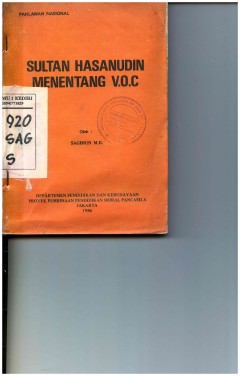 PAHLAWAN NASIONAL
SULTAN HASANUDIN
MENENTANG V.O.C
Oleh :
SAGIMUN M.D.
920
SAG
S
DEPARTEMEN PENDIDIKAN DAN KEBUDAYAAN
PROYEK PEMBINAAN PENDIDIKAN MORAL PANCASILA
JAKARTA